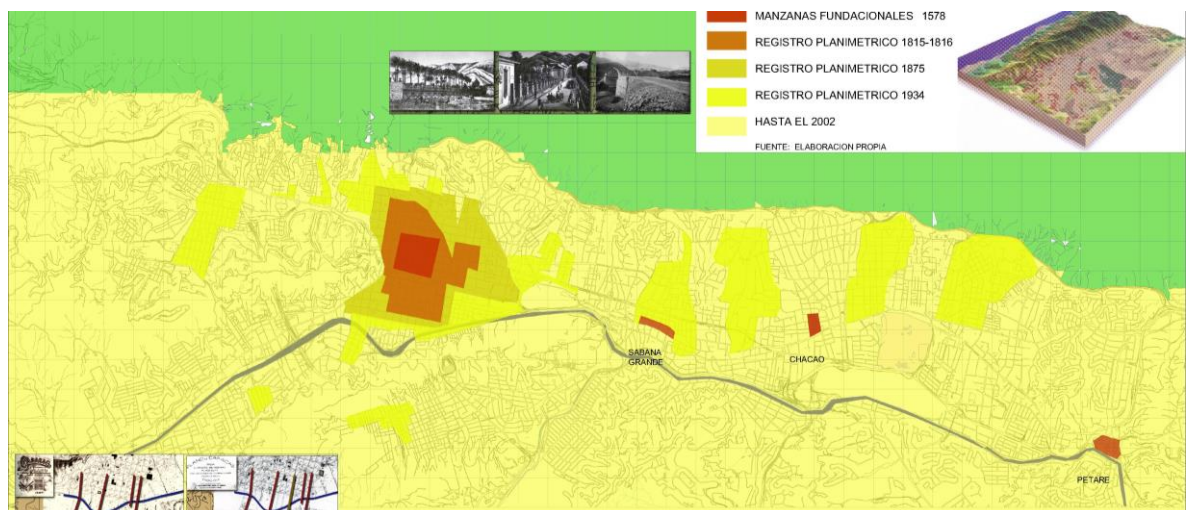 MANZANAS FUNDACIONALES 1578
REGISTRO PLANIMETRICO 1815-1816
REGISTRO PLANIMETRICO 1875
REGISTRO PLANIMETRICO 1934
HASTA EL 2002
FUENTE: ELABORACION PROPIA
SABANA
GRANDE
CHACAO
PETARE